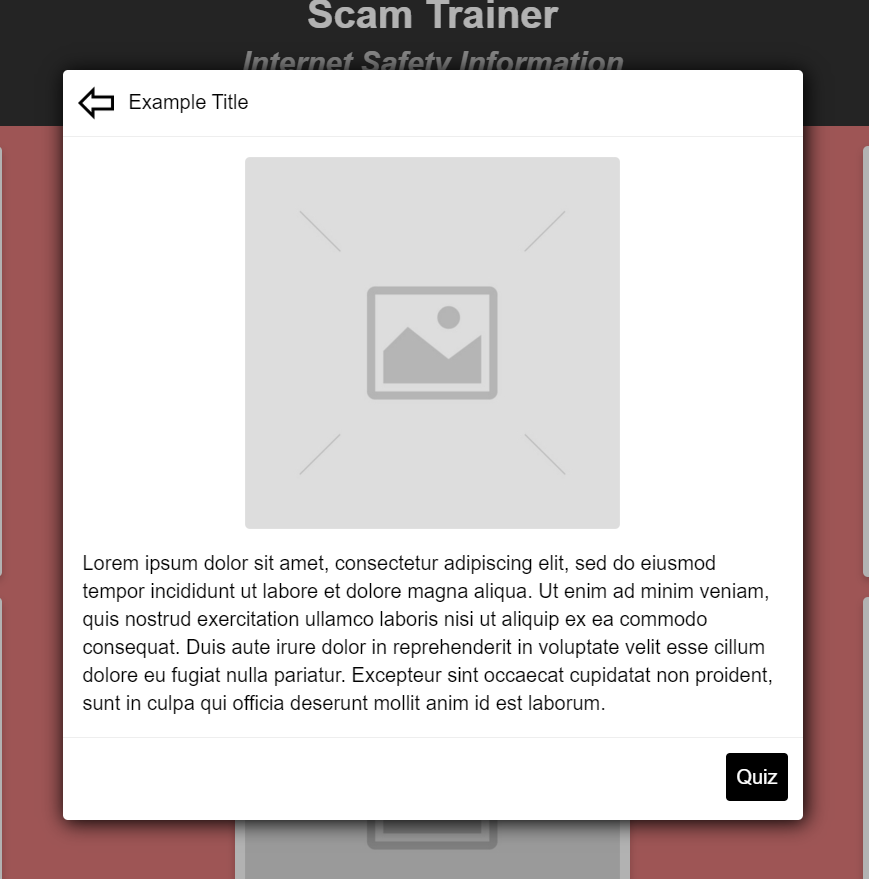 Scam Trainer
Internet Safety Information
Example Title
Lorem ipsum dolor sit amet, consectetur adipiscing elit, sed do eiusmod
tempor incididunt ut labore et dolore magna aliqua. Ut enim ad minim veniam,
quis nostrud exercitation ullamco laboris nisi ut aliquip ex ea commodo
consequat. Duis aute irure dolor in reprehenderit in voluptate velit esse cillum
dolore eu fugiat nulla pariatur. Excepteur sint occaecat cupidatat non proident,
sunt in culpa qui officia deserunt mollit anim id est laborum.
Quiz